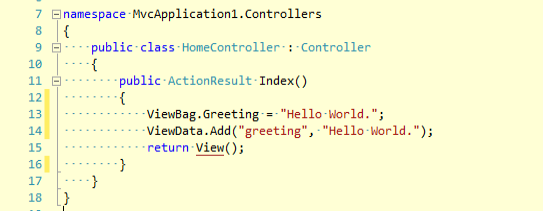 7 namespace MvcApplication1.Controllers
8 {
9     public class HomeController : Controller
10     {
11         public ActionResult Index()
12         {
13             ViewBag.Greeting = "Hello World.";
14             ViewData.Add("greeting", "Hello World.");
15             return View();
16         }
17     }
18 }